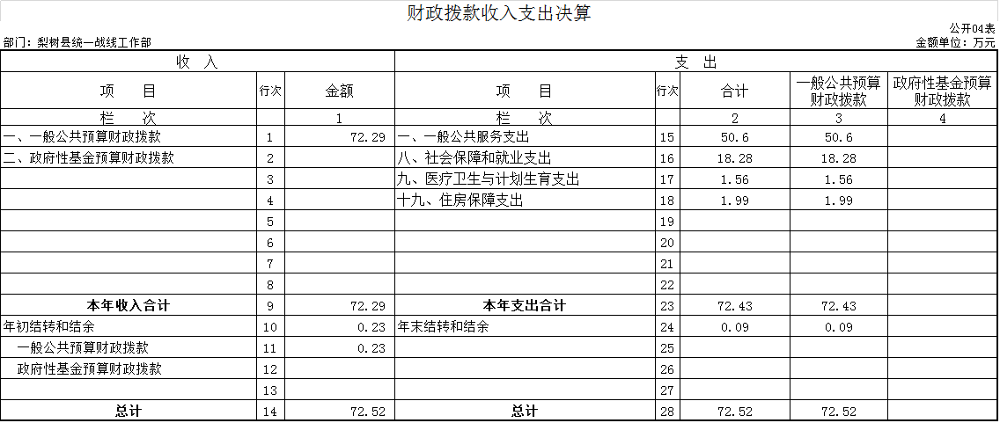 财政拨款收入支出决算
公开04表
部门：梨树县统一战线工作部 金额单位：万元
收 入 支 出
项 目 行次 金额 项 目 行次 合计 一般公共预算财政拨款 政府性基金预算财政拨款
栏 次 1 栏 次 2 3 4
一、一般公共预算财政拨款 1 72.29 一、一般公共服务支出 15 50.6 50.6
二、政府性基金预算财政拨款 2 八、社会保障和就业支出 16 18.28 18.28
3 九、医疗卫生与计划生育支出 17 1.56 1.56
4 十九、住房保障支出 18 1.99 1.99
5 19
6 20
7 21
8 22
本年收入合计 9 72.29 本年支出合计 23 72.43 72.43
年初结转和结余 10 0.23 年末结转和结余 24 0.09 0.09
一般公共预算财政拨款 11 0.23 25
政府性基金预算财政拨款 12 26
13 27
总计 14 72.52 总计 28 72.52 72.52